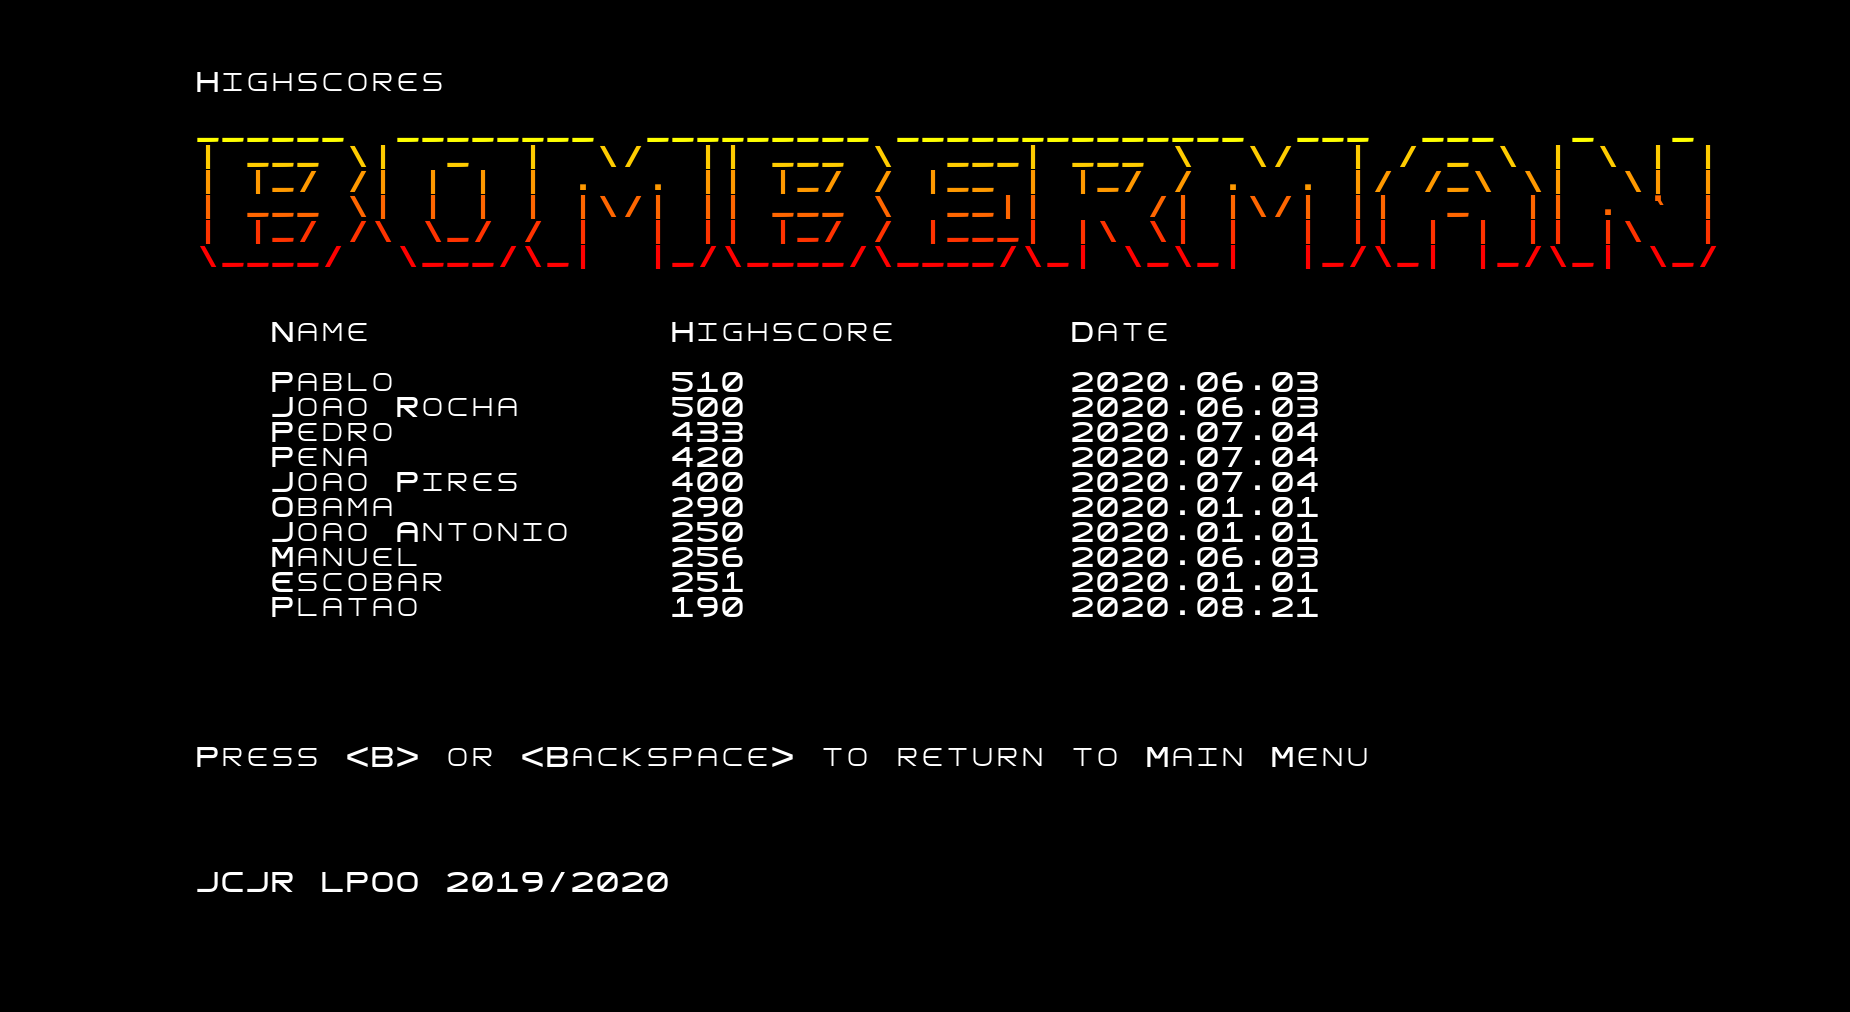 Highscores
BOMBERMAN
Name Highscore Date
Pablo 510 2020.06.03
Joao Rocha 500 2020.06.03
Pedro 433 2020.07.04
Pena 420 2020.07.04
Joao Pires 400 2020.07.04
Obama 290 2020.01.01
Joao Antonio 250 2020.01.01
Manuel 256 2020.06.03
Escobar 251 2020.01.01
Platao 190 2020.08.21
Press <B> or <Backspace> to return to Main Menu
JCJR LPOO 2019/2020